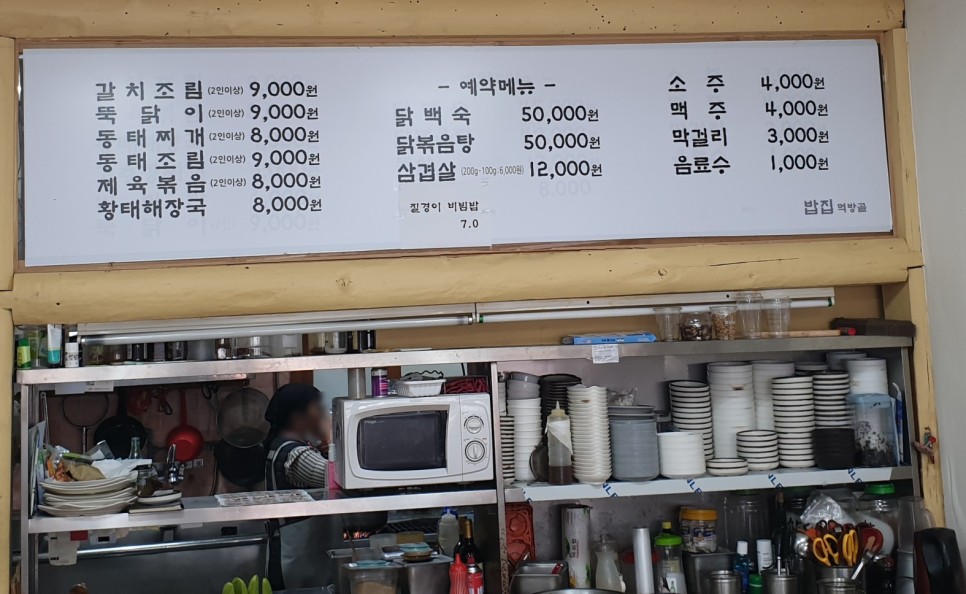 갈치조림 (2인이상) 9,000원
뚝닭이 (2인이상) 9,000원
동태찌개 (2인이상) 8,000원
동태조림 (2인이상) 9,000원
제육볶음 (2인이상) 8,000원
황태해장국 8,000원
- 예약메뉴 -
닭백숙 50,000원
닭볶음탕 50,000원
삼겹살 (200g-100g:6,000원) 12,000원
질경이 비빔밥
7.0
소주 4,000원
맥주 4,000원
막걸리 3,000원
음료수 1,000원
밥집 먹방골